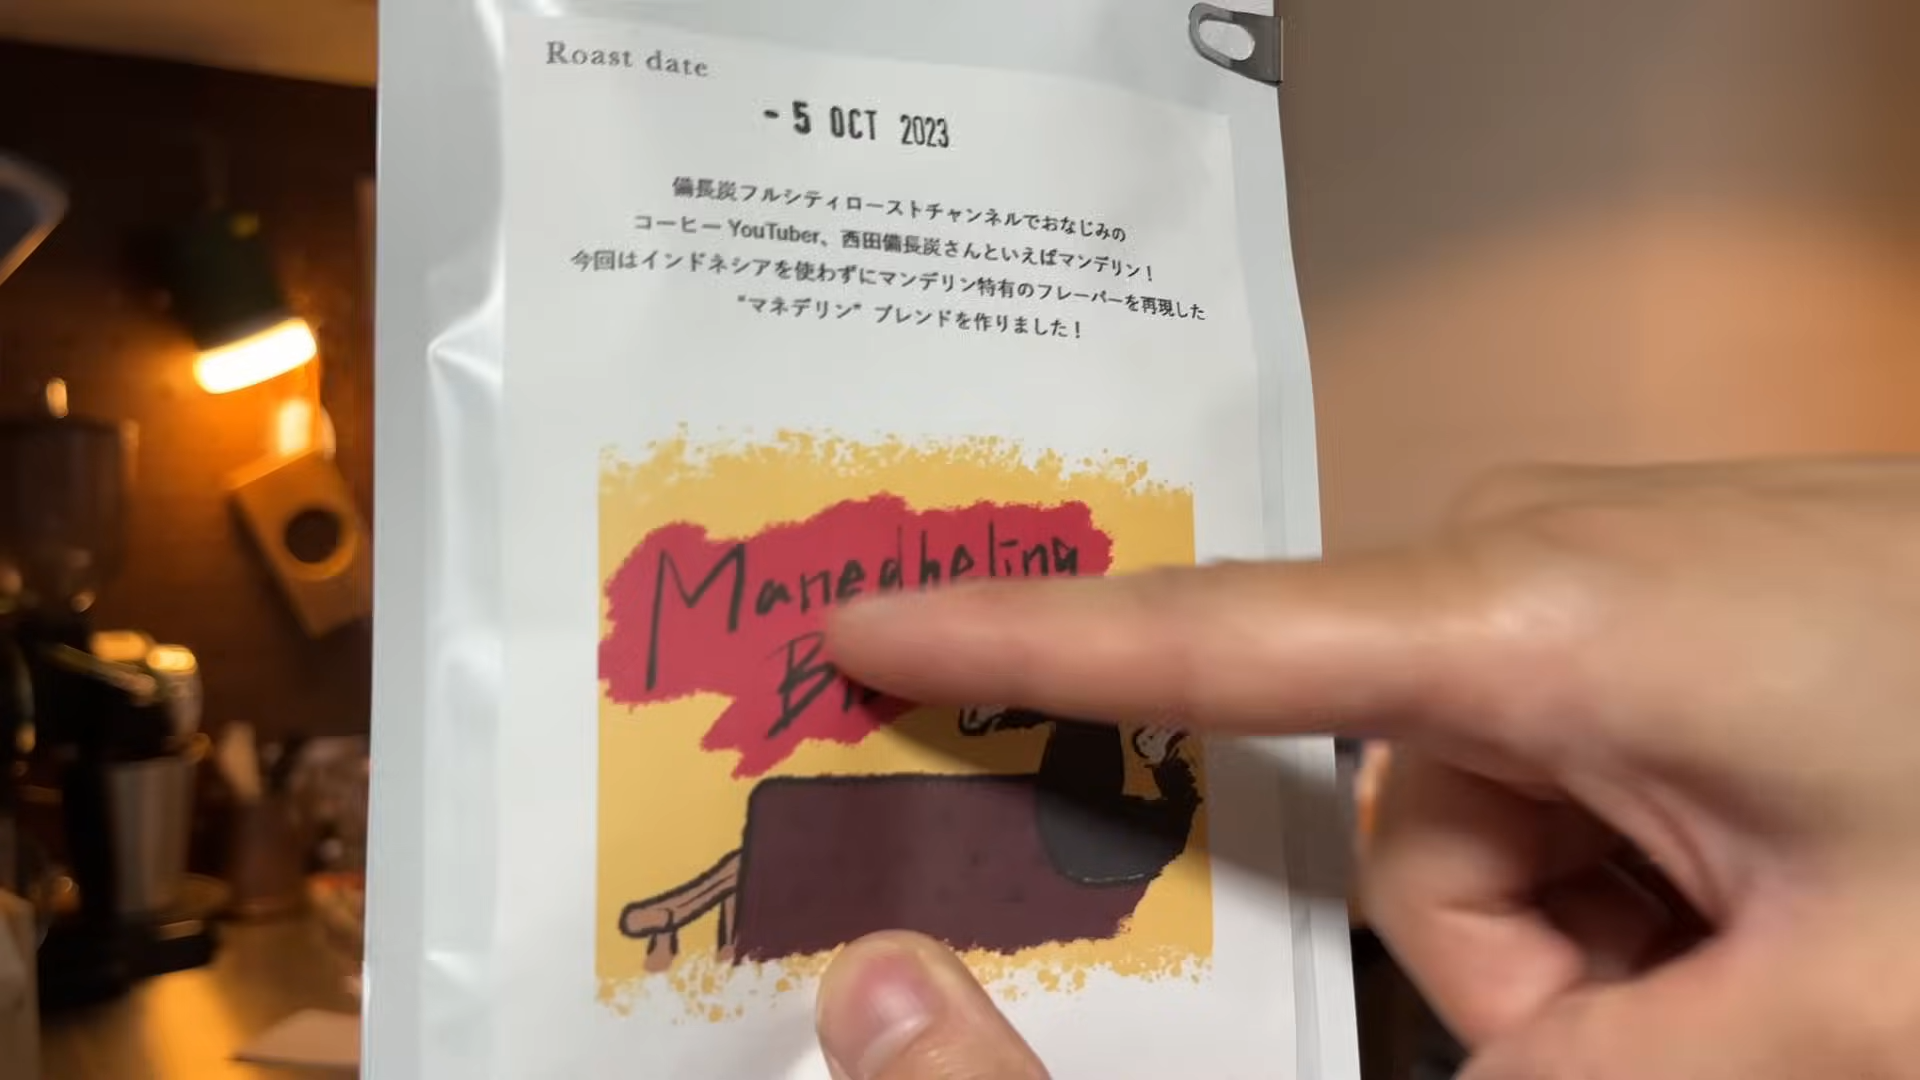 Roast date
- 5 OCT 2023
備長炭フルシティローストチャンネルでおなじみの
コーヒー YouTuber、西田備長炭さんといえばマンデリン！
今回はインドネシアを使わずにマンデリン特有のフレーバーを再現した
"マネデリン" ブレンドを作りました！
Manedheling